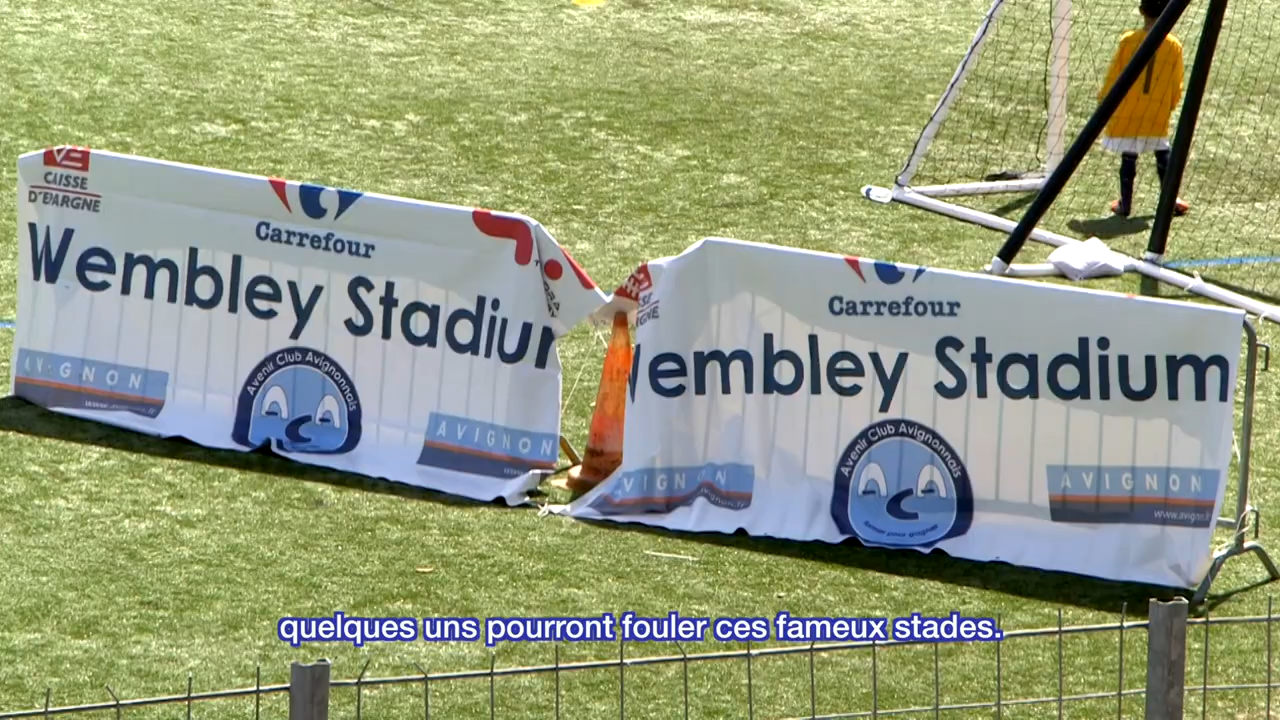 CAISSE
D'EPARGNE
Carrefour
Wembley Stadium
AVIGNON
Avenir Club Avignonnais
AVIGNON
Carrefour
Wembley Stadium
AVIGNON
Avenir Club Avignonnais
AVIGNON
www.avignon.fr
quelques uns pourront fouler ces fameux stades.